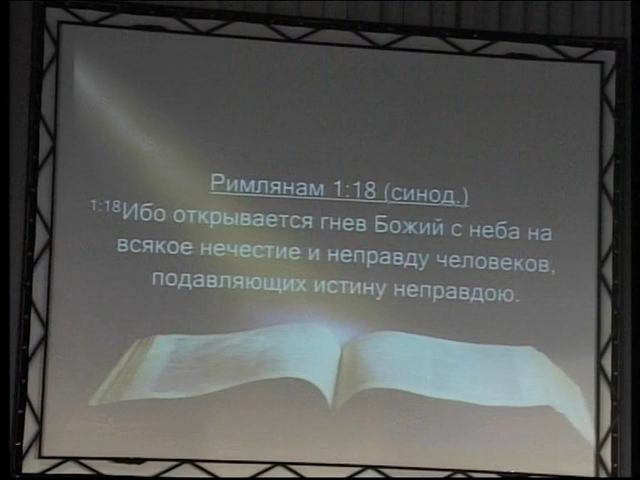 Римлянам 1:18 (синод.)
1:18Ибо открывается гнев Божий с неба на
всякое нечестие и неправду человеков,
подавляющих истину неправдою.